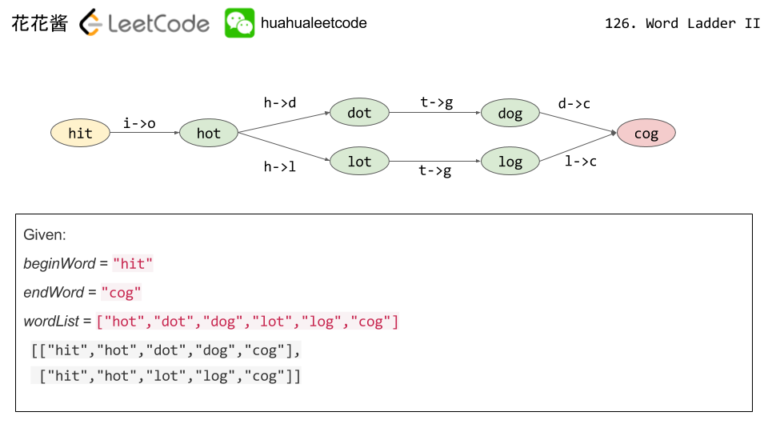 花花酱 LeetCode huahualeetcode 126. Word Ladder II
h->d t->g d->c
i->o dot dog
hit hot cog
lot log
h->l t->g l->c
Given:
beginWord = "hit"
endWord = "cog"
wordList = ["hot","dot","dog","lot","log","cog"]
[["hit","hot","dot","dog","cog"],
["hit","hot","lot","log","cog"]]